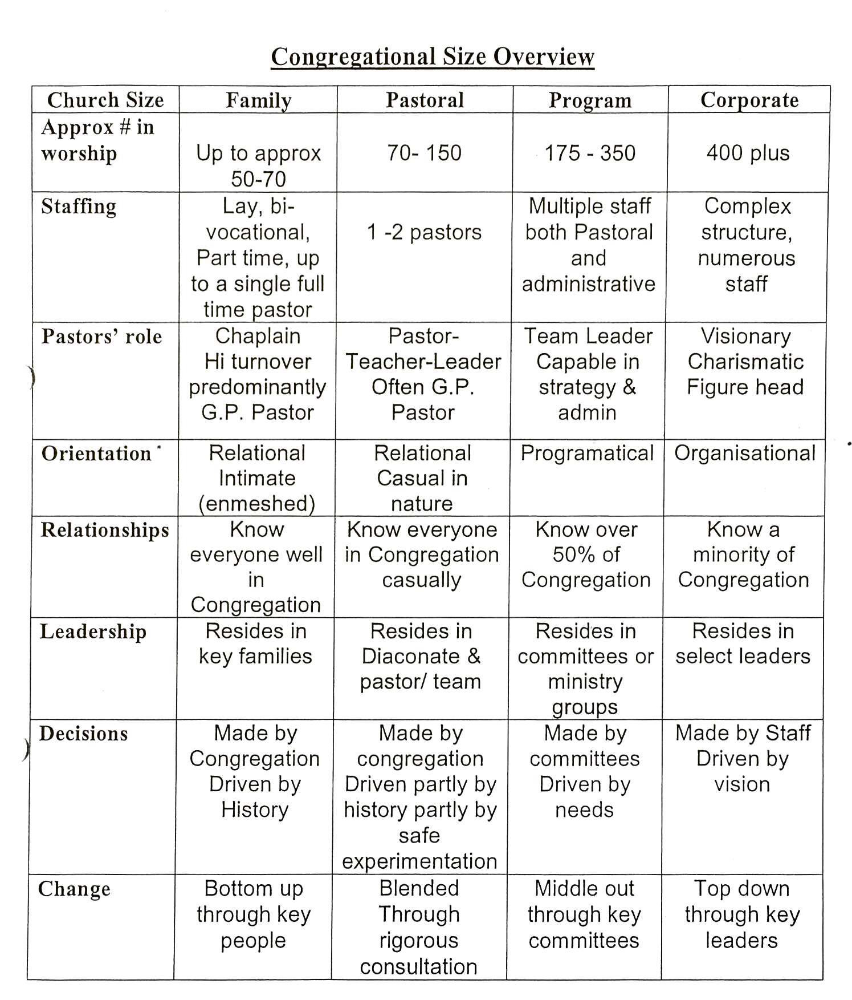 Congregational Size Overview
Church Size Family Pastoral Program Corporate
Approx # in
worship
Up to approx
50-70
70- 150
175 - 350
400 plus
Staffing
Lay, bi-
vocational,
Part time, up
to a single full
time pastor
1 -2 pastors
Multiple staff
both Pastoral
and
administrative
Complex
structure,
numerous
staff
Pastors' role
Chaplain
Hi turnover
predominantly
G.P. Pastor
Pastor-
Teacher-Leader
Often G.P.
Pastor
Team Leader
Capable in
strategy &
admin
Visionary
Charismatic
Figure head
Orientation
Relational
Intimate
(enmeshed)
Relational
Casual in
nature
Programatical
Organisational
Relationships
Know
everyone well
in
Congregation
Know everyone
in Congregation
casually
Know over
50% of
Congregation
Know a
minority of
Congregation
Leadership
Resides in
key families
Resides in
Diaconate &
pastor/ team
Resides in
committees or
ministry
groups
Resides in
select leaders
Decisions
Made by
Congregation
Driven by
History
Made by
congregation
Driven partly by
history partly by
safe
experimentation
Made by
committees
Driven by
needs
Made by Staff
Driven by
vision
Change
Bottom up
through key
people
Blended
Through
rigorous
consultation
Middle out
through key
committees
Top down
through key
leaders